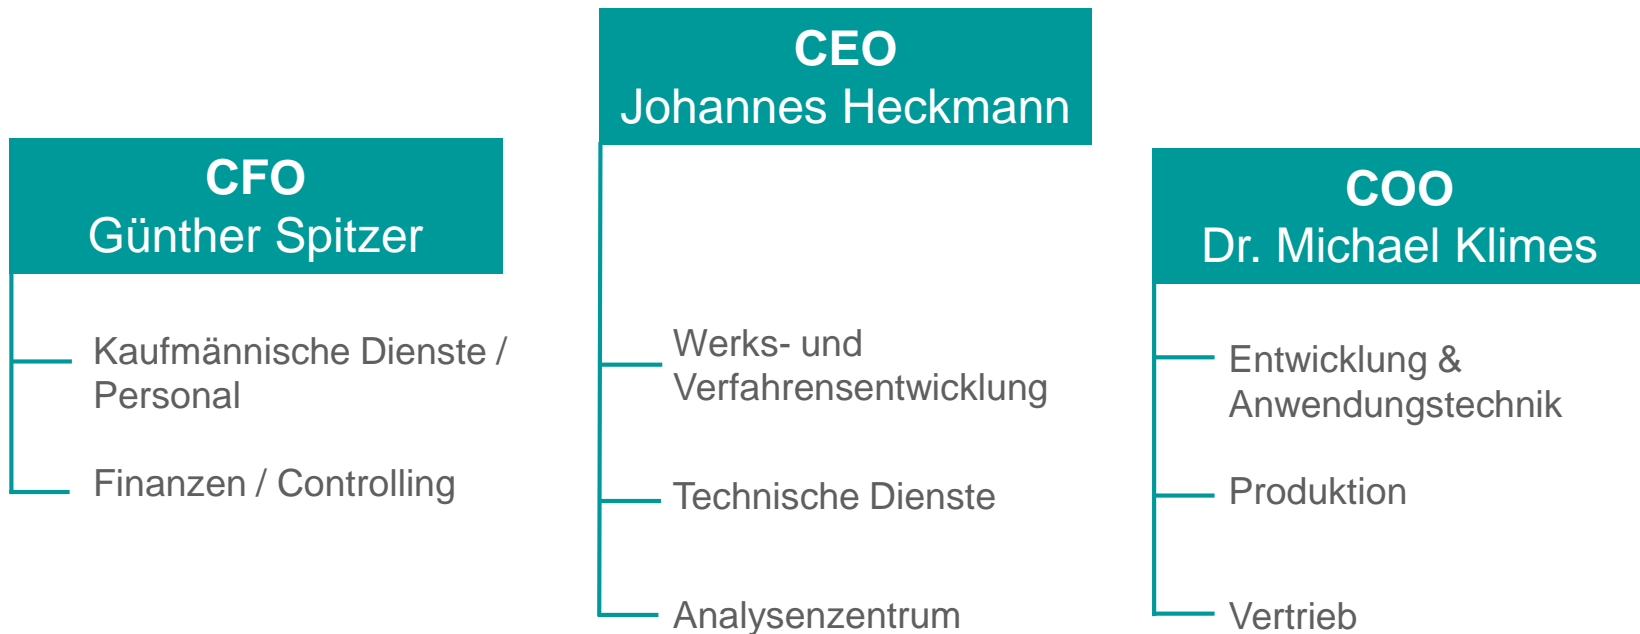 CEO
Johannes Heckmann
CFO
Günther Spitzer
COO
Dr. Michael Klimes
Kaufmännische Dienste /
Personal
Finanzen / Controlling
Werks- und
Verfahrensentwicklung
Technische Dienste
Analysenzentrum
Entwicklung &
Anwendungstechnik
Produktion
Vertrieb